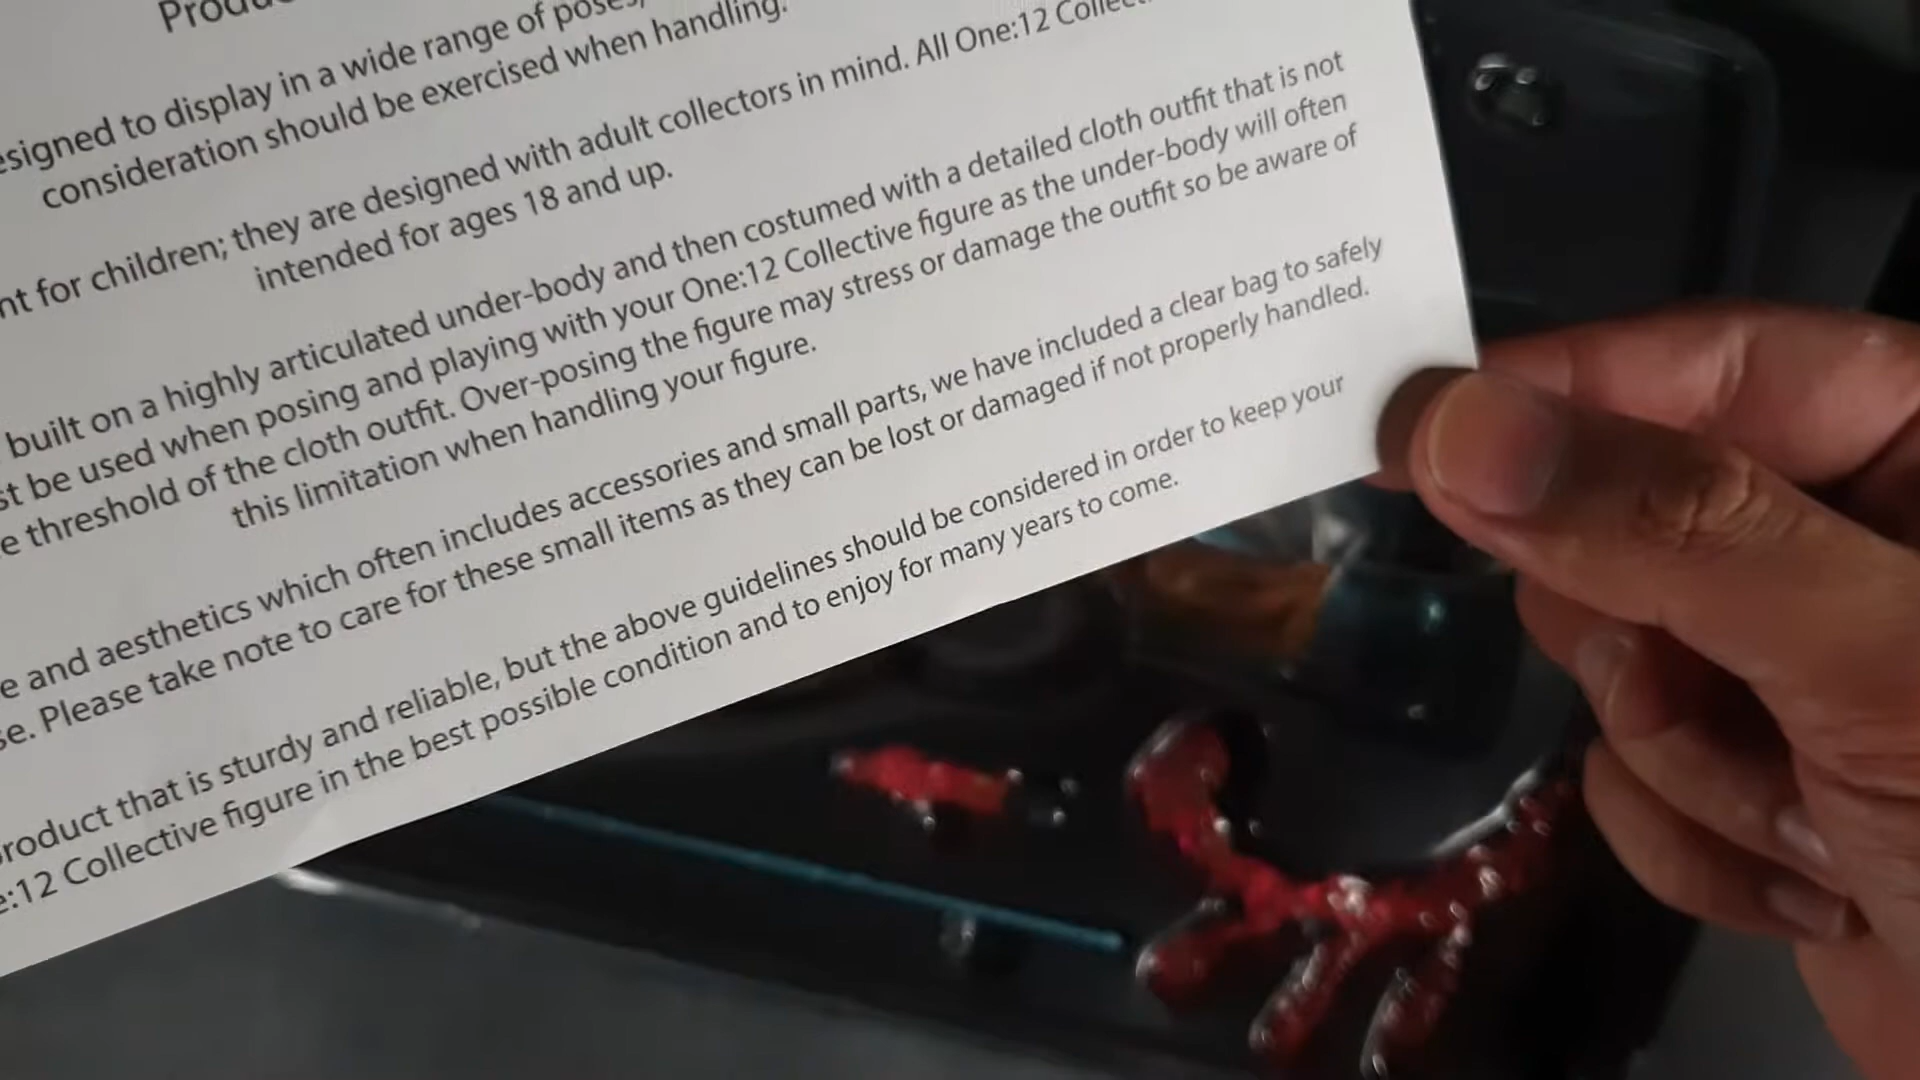 esigned to display in a wide range of poses,
consideration should be exercised when handling.
nt for children; they are designed with adult collectors in mind. All One:12
intended for ages 18 and up.
built on a highly articulated under-body and then costumed with a detailed cloth outfit that is not
st be used when posing and playing with your One:12 Collective figure as the under-body will often
e threshold of the cloth outfit. Over-posing the figure may stress or damage the outfit so be aware of
this limitation when handling your figure.
e and aesthetics which often includes accessories and small parts, we have included a clear bag to safely
se. Please take note to care for these small items as they can be lost or damaged if not properly handled.
roduct that is sturdy and reliable, but the above guidelines should be considered in order to keep your
e:12 Collective figure in the best possible condition and to enjoy for many years to come.